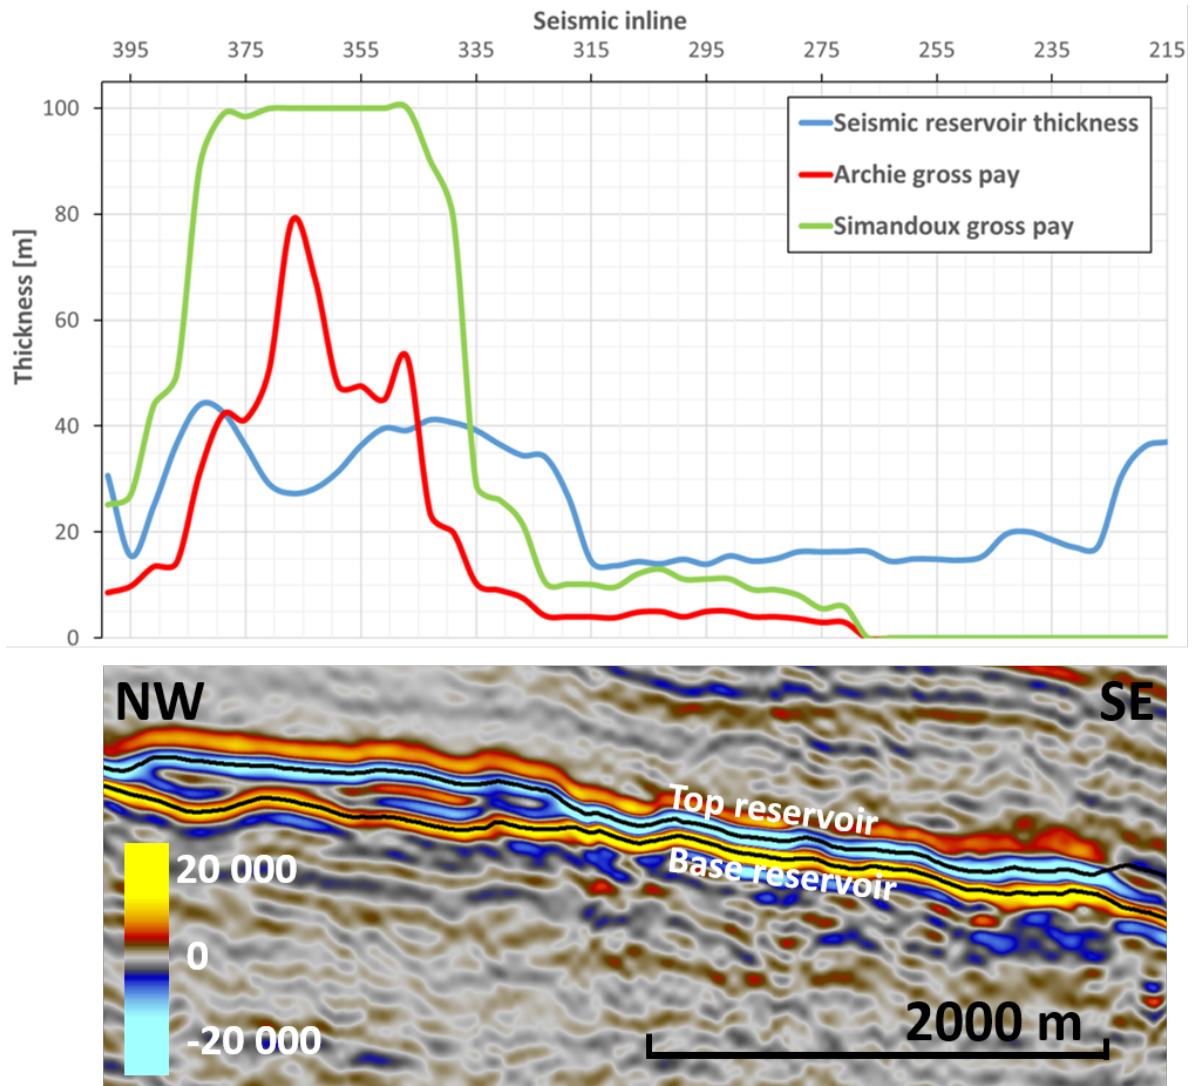 Seismic inline
395 375 355 335 315 295 275 255 235 215
Thickness [m]
100
80
60
40
20
0
Seismic reservoir thickness
Archie gross pay
Simandoux gross pay
NW
SE
Top reservoir
Base reservoir
20 000
0
-20 000
2000 m